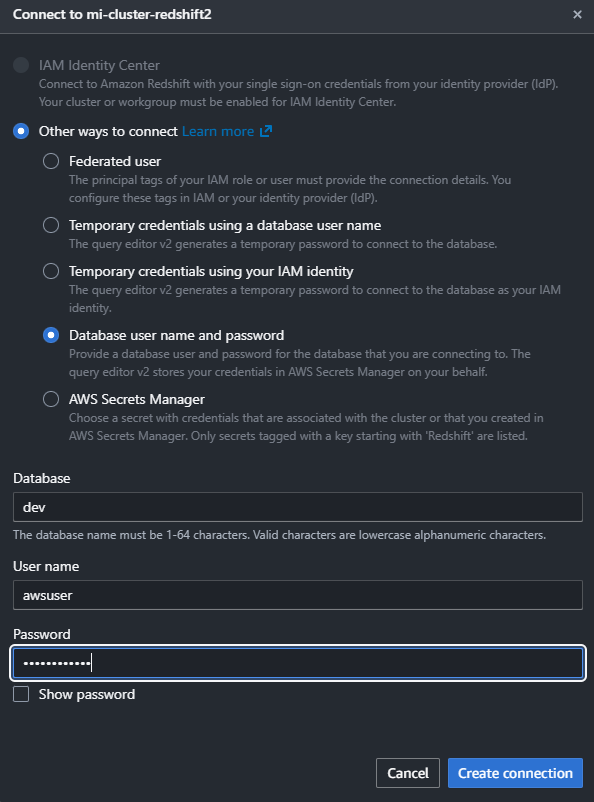 Connect to mi-cluster-redshift2
IAM Identity Center
Connect to Amazon Redshift with your single sign-on credentials from your identity provider (IdP).
Your cluster or workgroup must be enabled for IAM Identity Center.
Other ways to connect Learn more
Federated user
The principal tags of your IAM role or user must provide the connection details. You
configure these tags in IAM or your identity provider (IdP).
Temporary credentials using a database user name
The query editor v2 generates a temporary password to connect to the database.
Temporary credentials using your IAM identity
The query editor v2 generates a temporary password to connect to the database as your IAM
identity.
Database user name and password
Provide a database user and password for the database that you are connecting to. The
query editor v2 stores your credentials in AWS Secrets Manager on your behalf.
AWS Secrets Manager
Choose a secret with credentials that are associated with the cluster or that you created in
AWS Secrets Manager. Only secrets tagged with a key starting with 'Redshift' are listed.
Database
dev
The database name must be 1-64 characters. Valid characters are lowercase alphanumeric characters.
User name
awsuser
Password
••••••••••••
Show password
Cancel Create connection